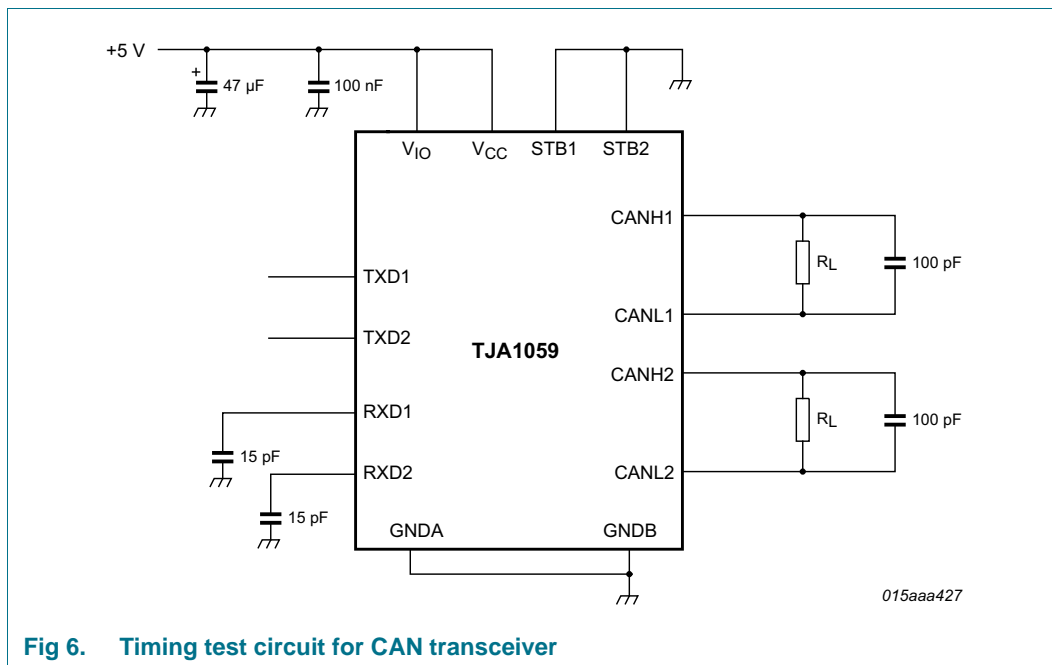 +5 V
+
47 µF
100 nF
VIO
VCC
STB1
STB2
CANH1
RL
100 pF
TXD1
CANL1
TXD2
TJA1059
CANH2
RXD1
RL
100 pF
15 pF
RXD2
CANL2
15 pF
GNDA
GNDB
015aaa427
Fig 6. Timing test circuit for CAN transceiver